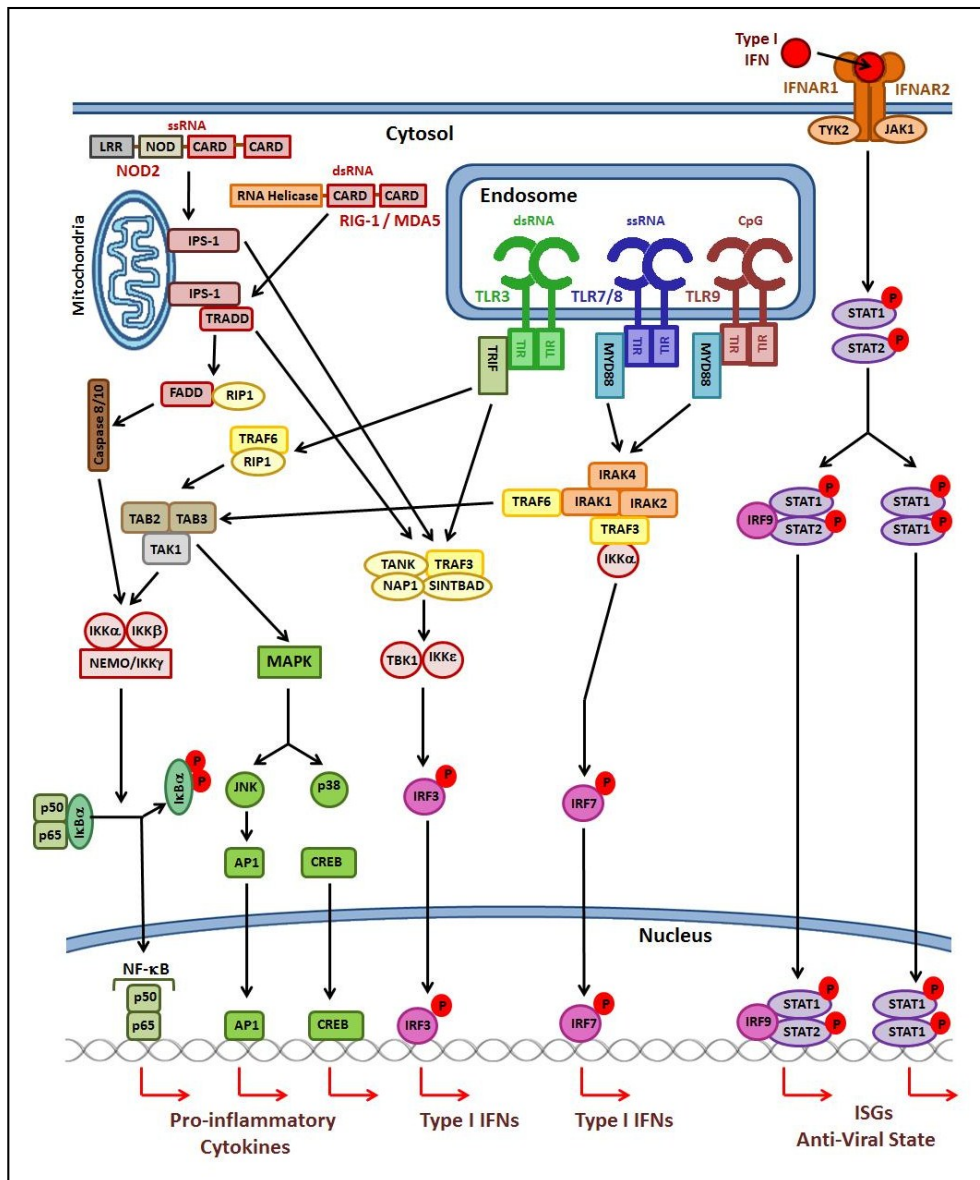 Type I
IFN
IFNAR1
IFNAR2
TYK2
JAK1
Cytosol
ssRNA
LRR
NOD
CARD
CARD
NOD2
dsRNA
RNA Helicase
CARD
CARD
RIG-1 / MDA5
Endosome
dsRNA
ssRNA
CpG
TLR3
TLR7/8
TLR9
Mitochondria
IPS-1
IPS-1
TRADD
TRIF
TIR
TIR
MYD88
TIR
TIR
MYD88
TIR
TIR
STAT1
P
STAT2
P
FADD
RIP1
Caspase 8/10
TRAF6
RIP1
IRAK4
TRAF6
IRAK1
IRAK2
TRAF3
IKKα
TAB2
TAB3
TAK1
STAT1
P
IRF9
STAT2
P
STAT1
P
STAT1
P
TANK
TRAF3
NAP1
SINTBAD
IKKα
IKKβ
NEMO/IKKγ
MAPK
TBK1
IKKε
IκBα
P
P
p50
p65
IκBα
JNK
p38
IRF3
P
IRF7
P
AP1
CREB
Nucleus
NF-κB
p50
p65
AP1
CREB
IRF3
P
IRF7
P
IRF9
STAT1
P
STAT2
P
STAT1
P
STAT1
P
Pro-inflammatory
Cytokines
Type I IFNs
Type I IFNs
ISGs
Anti-Viral State